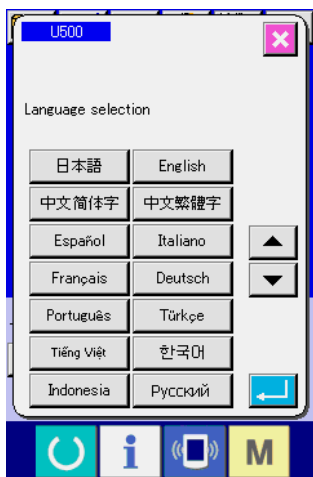 U500
Language selection
日本語 English
中文简体字 中文繁體字
Español Italiano
Français Deutsch
Português Türkçe
Tiếng Việt 한국어
Indonesia Русский
i M